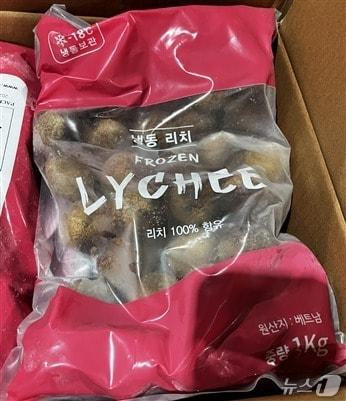 -18℃
냉동보관
냉동 리치
FROZEN
LYCHEE
리치 100% 함유
원산지 : 베트남
중량 1Kg
뉴스1